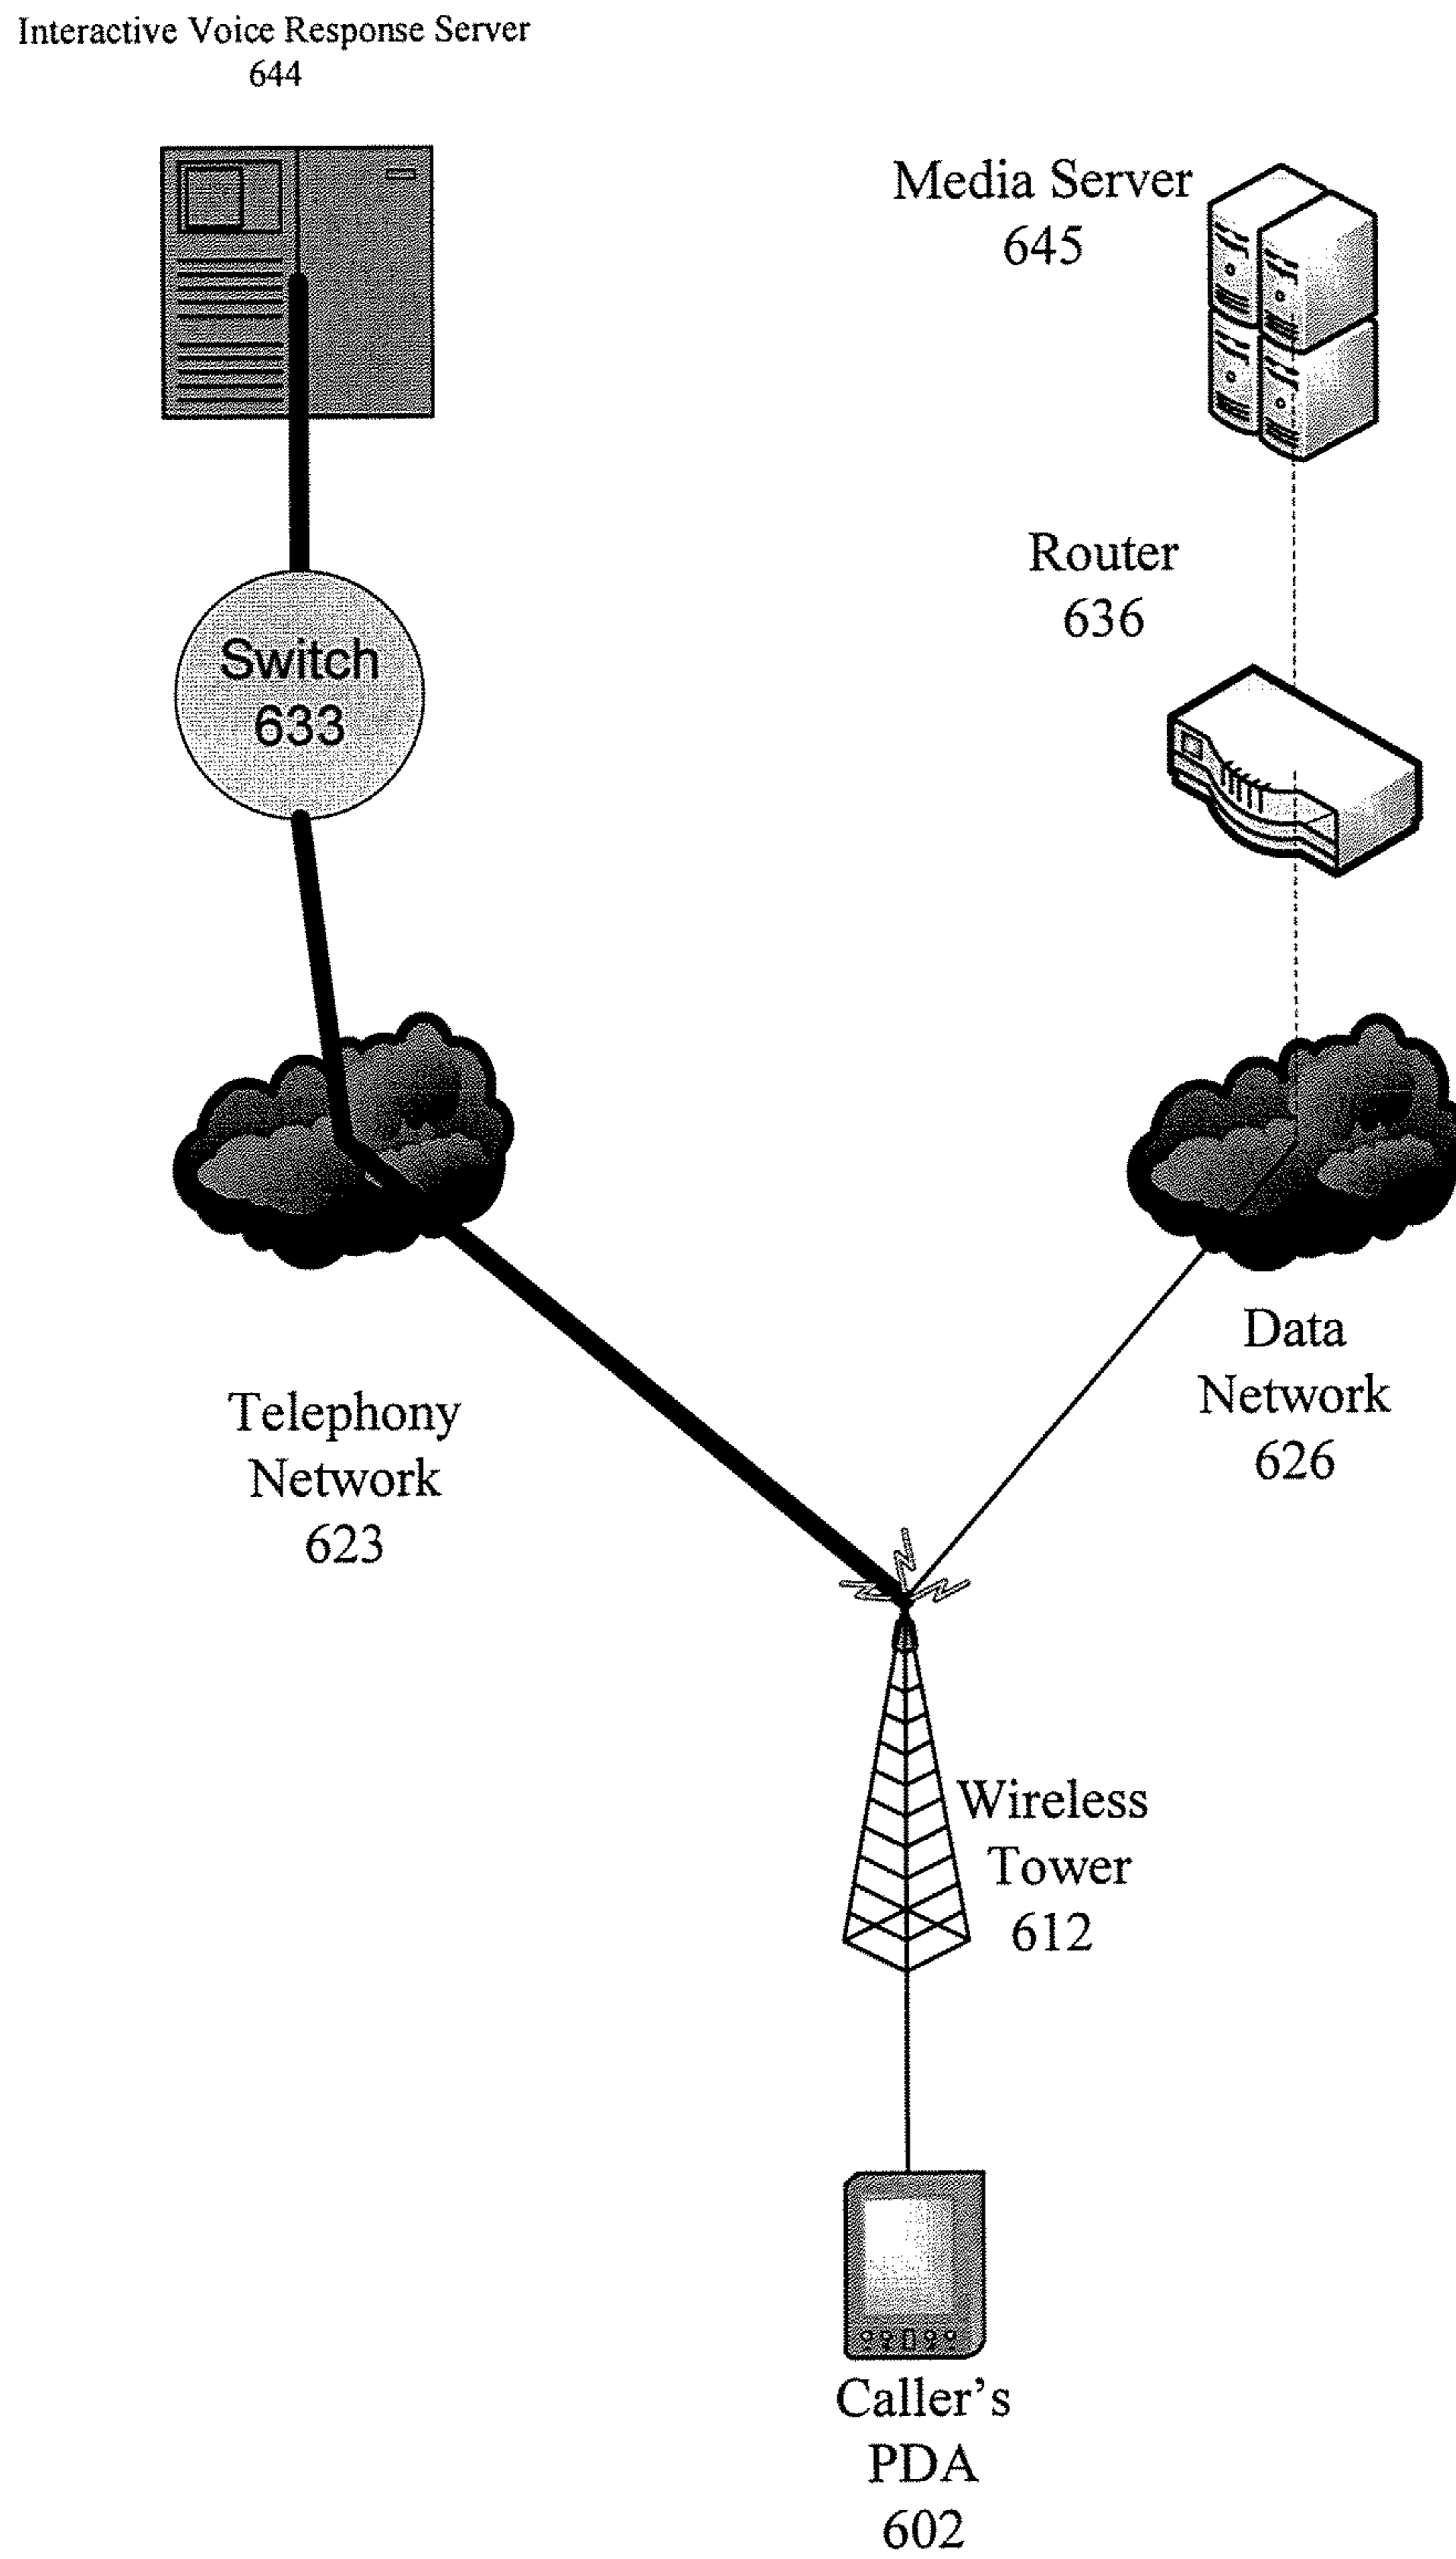 Interactive Voice Response Server
644
Media Server
645
Router
636
Switch
633
Data
Network
626
Telephony
Network
623
Wireless
Tower
612
Caller's
PDA
602